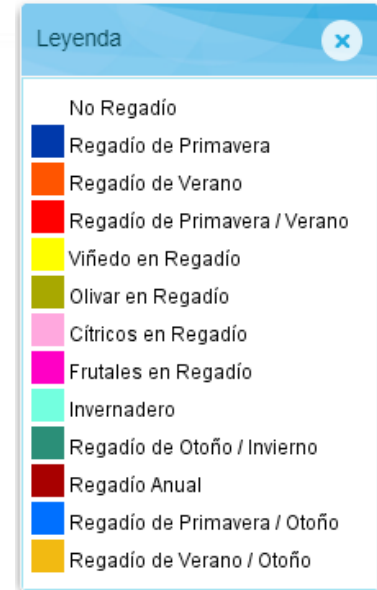 Leyenda
No Regadío
Regadío de Primavera
Regadío de Verano
Regadío de Primavera / Verano
Viñedo en Regadío
Olivar en Regadío
Cítricos en Regadío
Frutales en Regadío
Invernadero
Regadío de Otoño / Invierno
Regadío Anual
Regadío de Primavera / Otoño
Regadío de Verano / Otoño